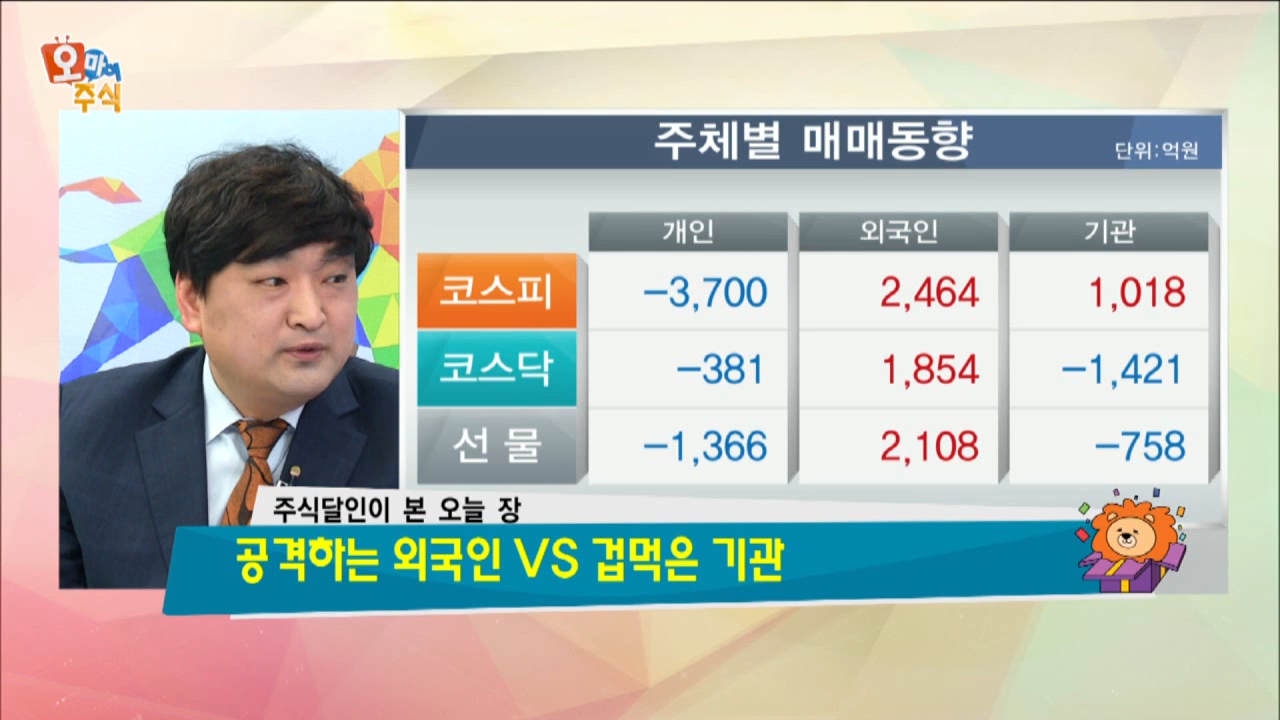 오마이
주식
주체별 매매동향
단위:억원
개인 외국인 기관
코스피 -3,700 2,464 1,018
코스닥 -381 1,854 -1,421
선 물 -1,366 2,108 -758
주식달인이 본 오늘 장
공격하는 외국인 VS 겁먹은 기관